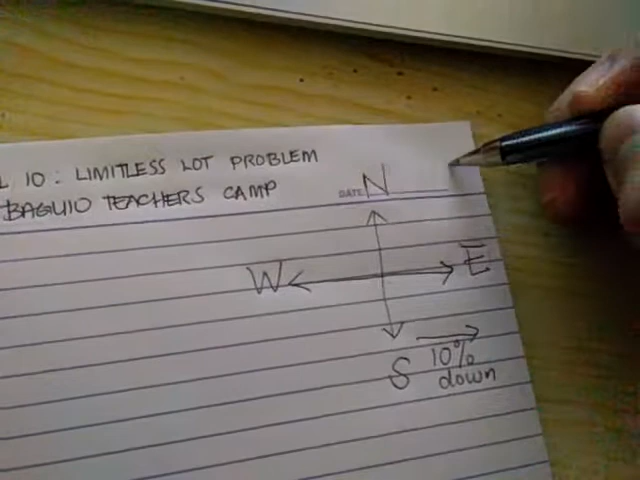 L 10: LIMITLESS LOT PROBLEM
BAGUIO TEACHERS CAMP
DATE N
W E
S 10%
down